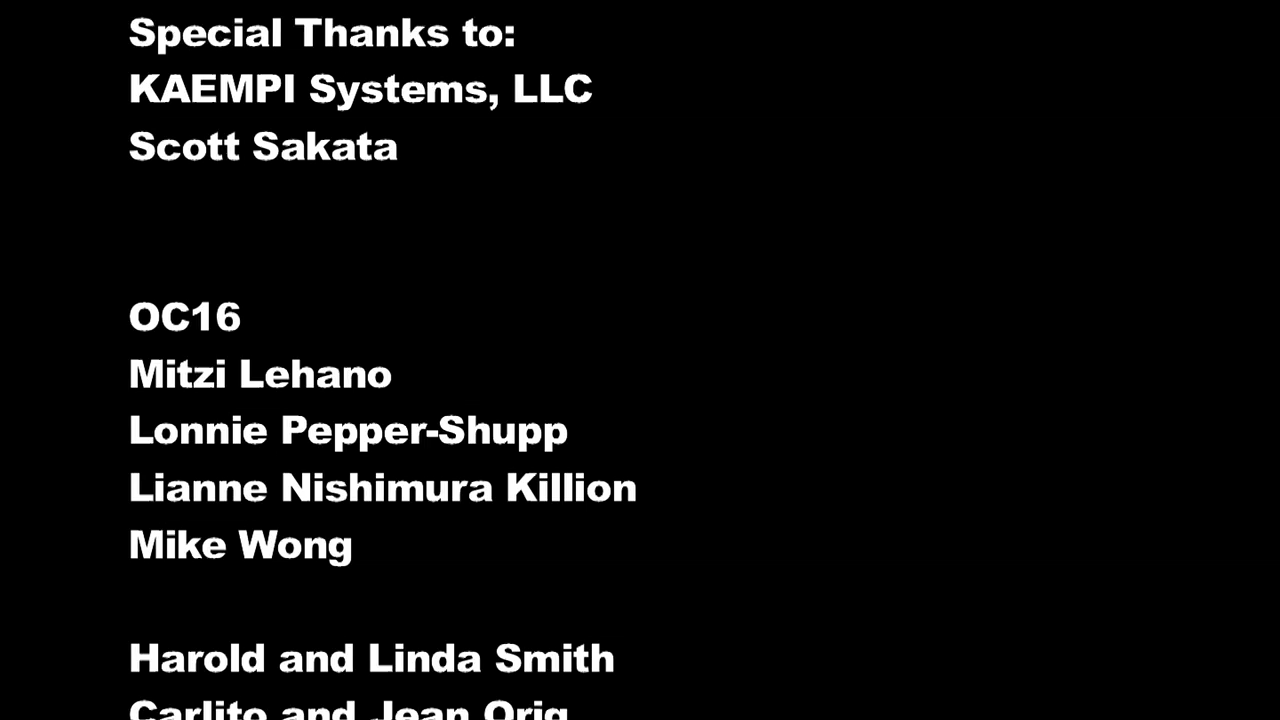 Special Thanks to:
KAEMPI Systems, LLC
Scott Sakata
OC16
Mitzi Lehano
Lonnie Pepper-Shupp
Lianne Nishimura Killion
Mike Wong
Harold and Linda Smith
Carlito and Jean Orig